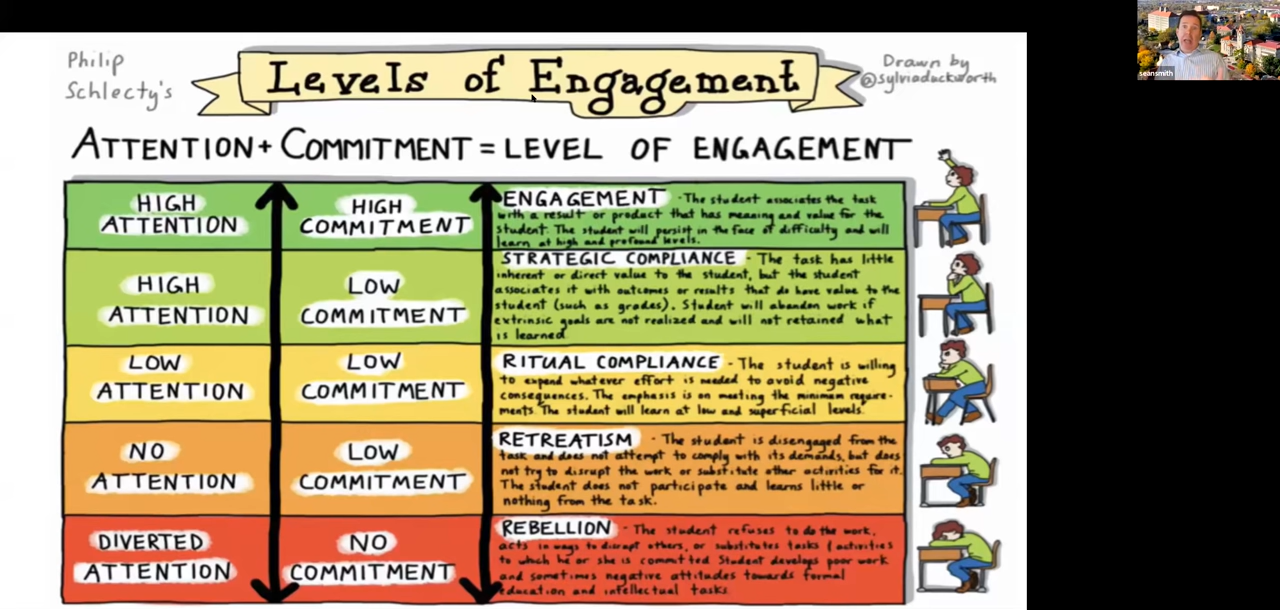 Philip
Schlecty's
Levels of Engagement
Drawn by
@sylviaduckworth
seansmith
ATTENTION + COMMITMENT = LEVEL OF ENGAGEMENT
HIGH
ATTENTION
HIGH
COMMITMENT
ENGAGEMENT - The student associates the task
with a result or product that has meaning and value for the
student. The student will persist in the face of difficulty and will
learn at high and profound levels.
HIGH
ATTENTION
LOW
COMMITMENT
STRATEGIC COMPLIANCE - The task has little
inherent or direct value to the student, but the student
associates it with outcomes or results that do have value to the
student (such as grades). Student will abandon work if
extrinsic goals are not realized and will not retained what
is learned
LOW
ATTENTION
LOW
COMMITMENT
RITUAL COMPLIANCE - The student is willing
to expend whatever effort is needed to avoid negative
consequences. The emphasis is on meeting the minimum require-
ments. The student will learn at low and superficial levels.
NO
ATTENTION
LOW
COMMITMENT
RETREATISM - The student is disengaged from the
task and does not attempt to comply with its demands, but does
not try to disrupt the work or substitute other activities for it.
The student does not participate and learns little or
nothing from the task.
DIVERTED
ATTENTION
NO
COMMITMENT
REBELLION - The student refuses to do the work,
acts in ways to disrupt others, or substitutes tasks & activities
to which he or she is committed. Student develops poor work
and sometimes negative attitudes towards formal
education and intellectual tasks.